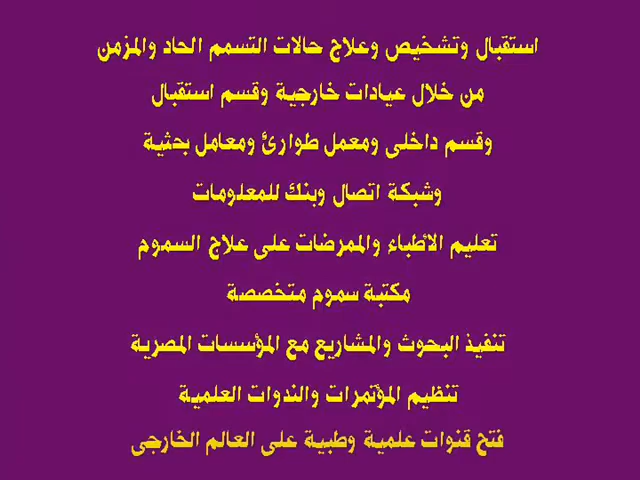 استقبال وتشخيص وعلاج حالات التسمم الحاد والمزمن
من خلال عيادات خارجية وقسم استقبال
وقسم داخلى ومعمل طوارئ ومعامل بحثية
وشبكة اتصال وبنك للمعلومات
تعليم الأطباء والممرضات على علاج السموم
مكتبة سموم متخصصة
تنفيذ البحوث والمشاريع مع المؤسسات المصرية
تنظيم المؤتمرات والندوات العلمية
فتح قنوات علمية وطبية على العالم الخارجى